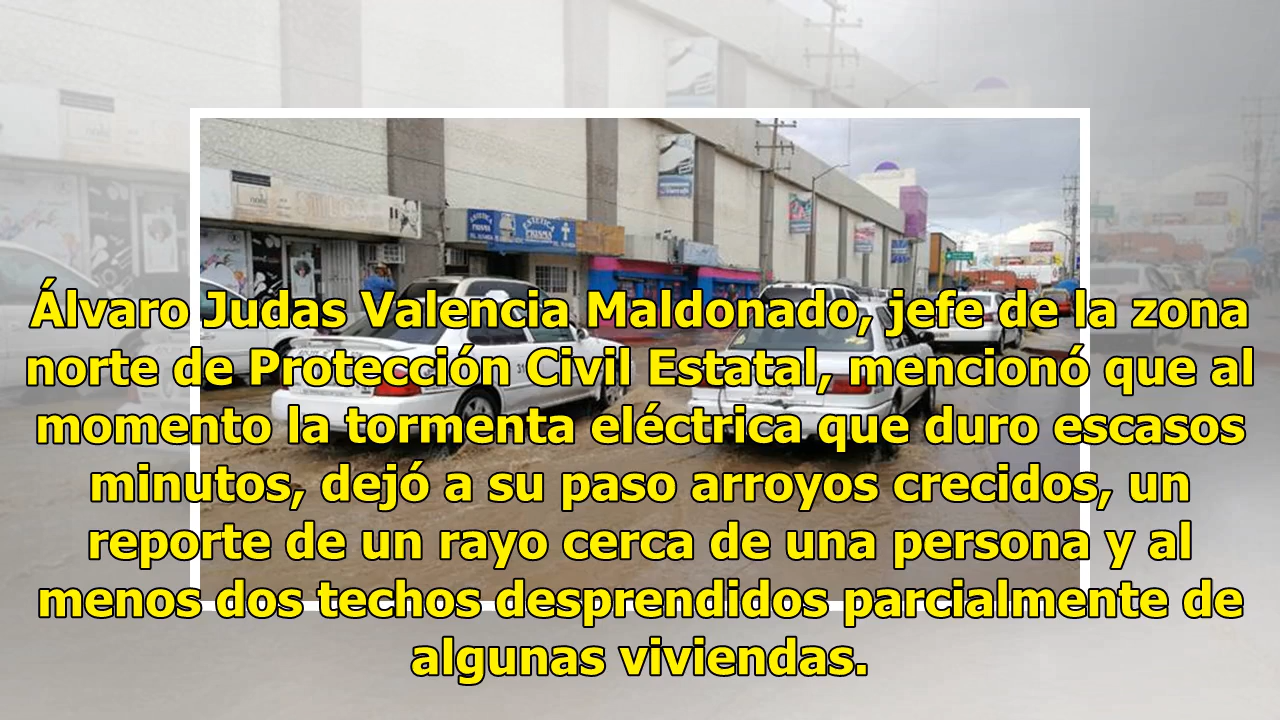 ESTETICA
PRISMA
Álvaro Judas Valencia Maldonado, jefe de la zona
norte de Protección Civil Estatal, mencionó que al
momento la tormenta eléctrica que duro escasos
minutos, dejó a su paso arroyos crecidos, un
reporte de un rayo cerca de una persona y al
menos dos techos desprendidos parcialmente de
algunas viviendas.